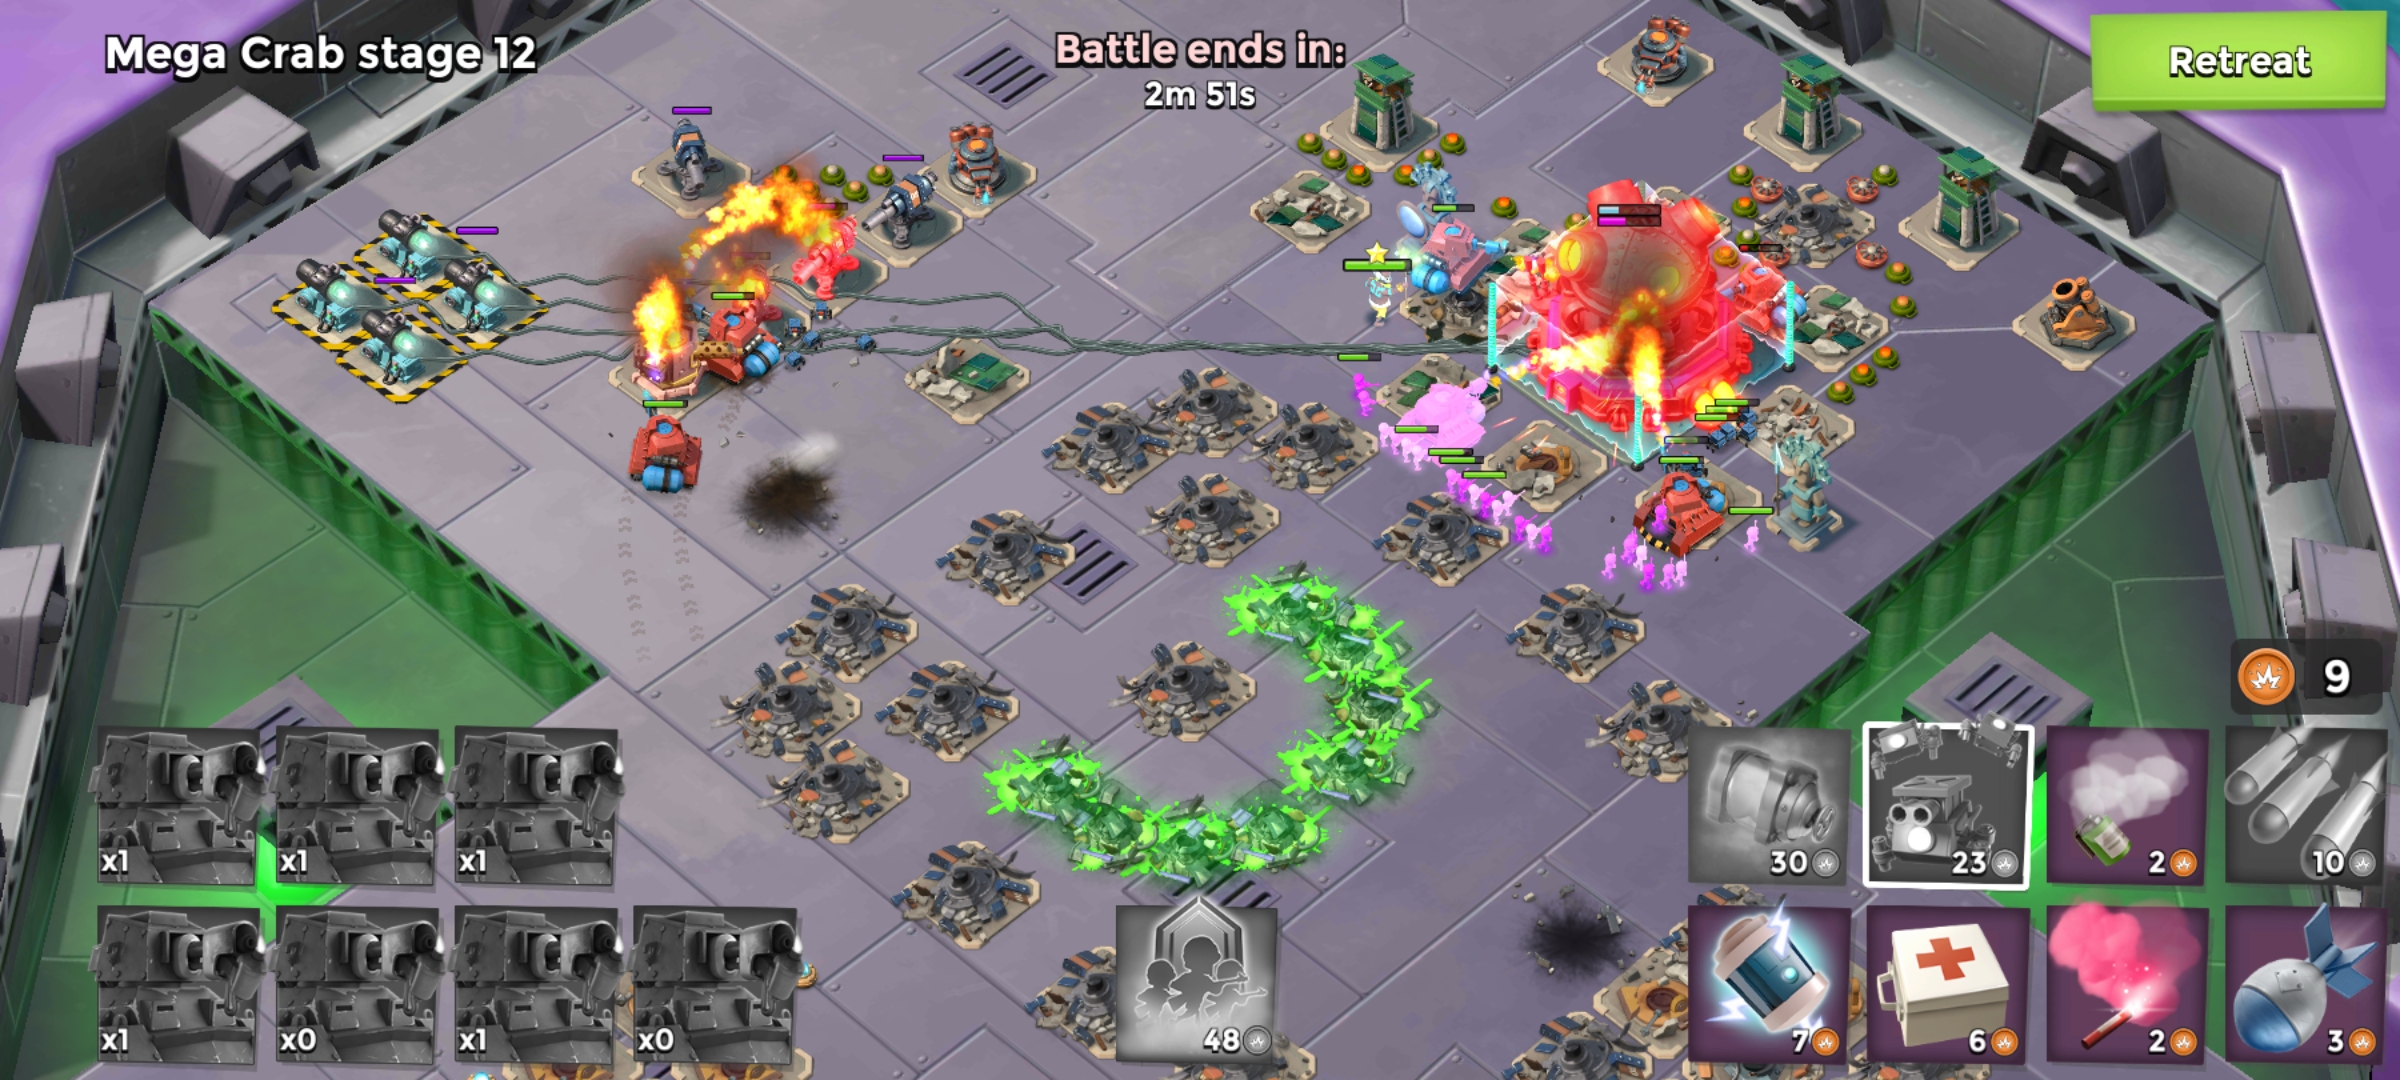 Mega Crab stage 12
Battle ends in:
2m 51s
Retreat
9
x1
x1
x1
30
23
2
10
x1
x0
x1
x0
48
7
6
2
3